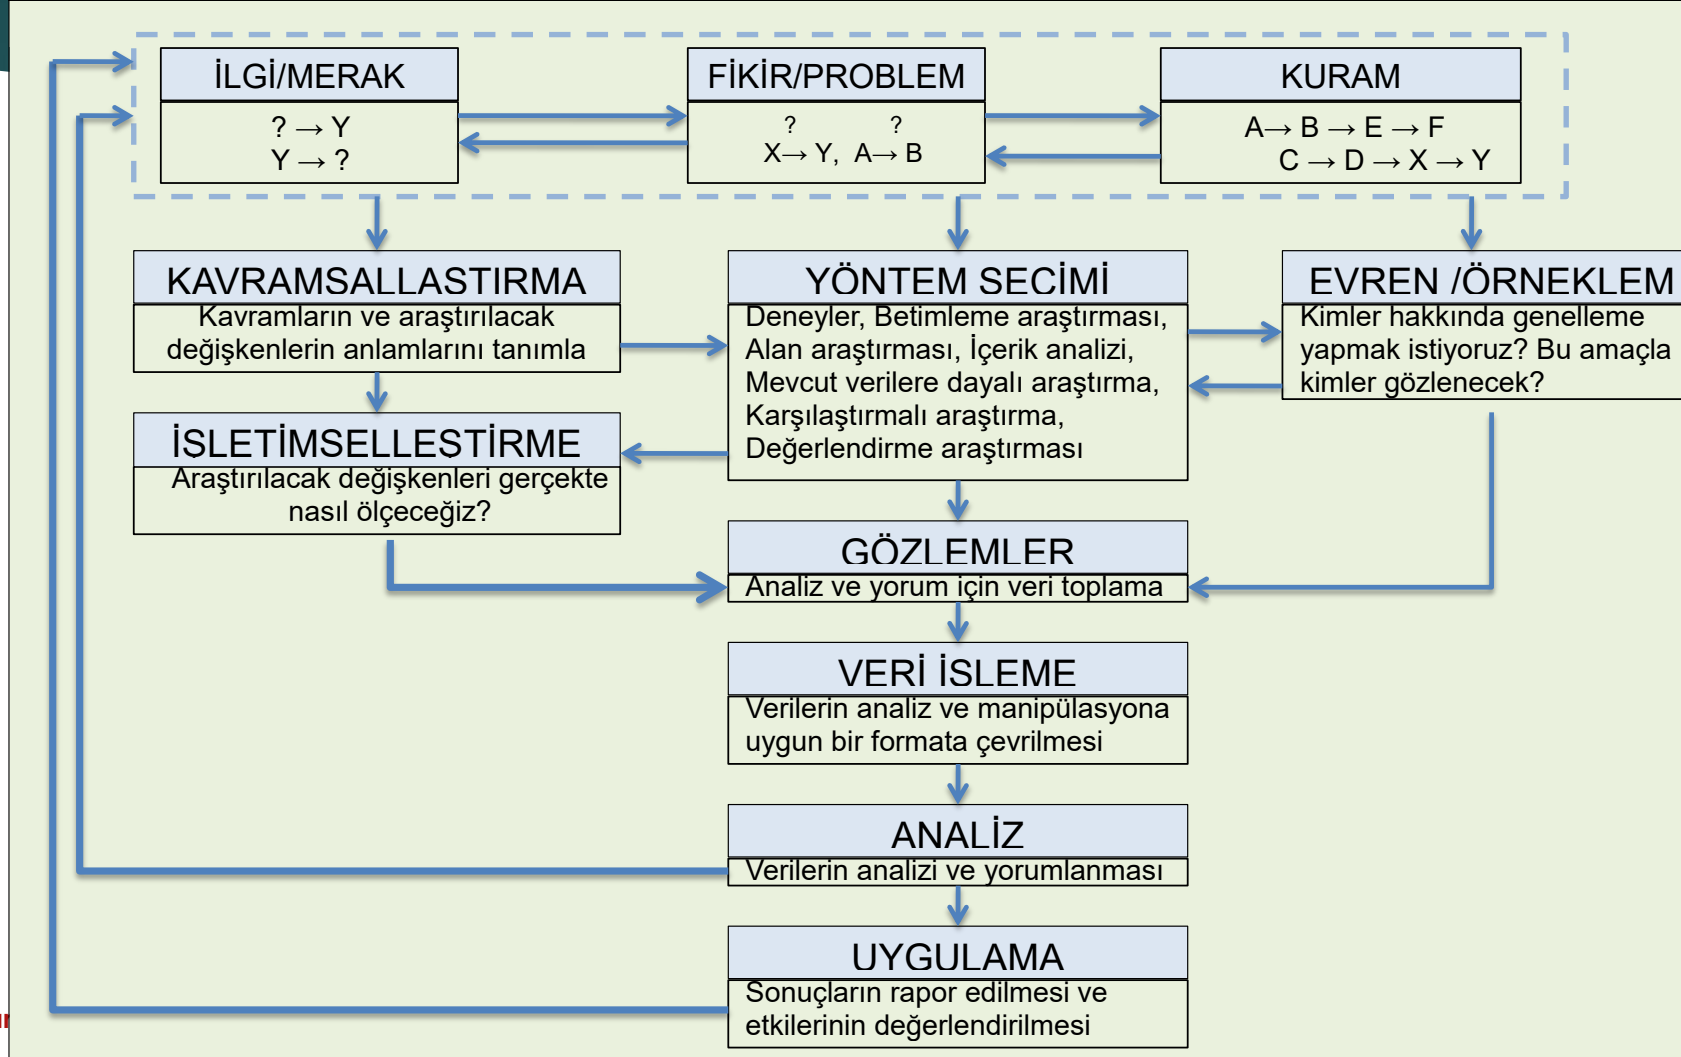 İLGİ/MERAK
? → Y
Y → ?
FİKİR/PROBLEM
? ?
X→ Y, A→ B
KURAM
A→ B → E → F
C → D → X → Y
KAVRAMSALLASTIRMA
Kavramların ve araştırılacak
değişkenlerin anlamlarını tanımla
YÖNTEM SECİMİ
Deneyler, Betimleme araştırması,
Alan araştırması, İçerik analizi,
Mevcut verilere dayalı araştırma,
Karşılaştırmalı araştırma,
Değerlendirme araştırması
EVREN /ÖRNEKLEM
Kimler hakkında genelleme
yapmak istiyoruz? Bu amaçla
kimler gözlenecek?
İSLETİMSELLESTİRME
Araştırılacak değişkenleri gerçekte
nasıl ölçeceğiz?
GÖZLEMLER
Analiz ve yorum için veri toplama
VERİ İSLEME
Verilerin analiz ve manipülasyona
uygun bir formata çevrilmesi
ANALİZ
Verilerin analizi ve yorumlanması
UYGULAMA
Sonuçların rapor edilmesi ve
etkilerinin değerlendirilmesi